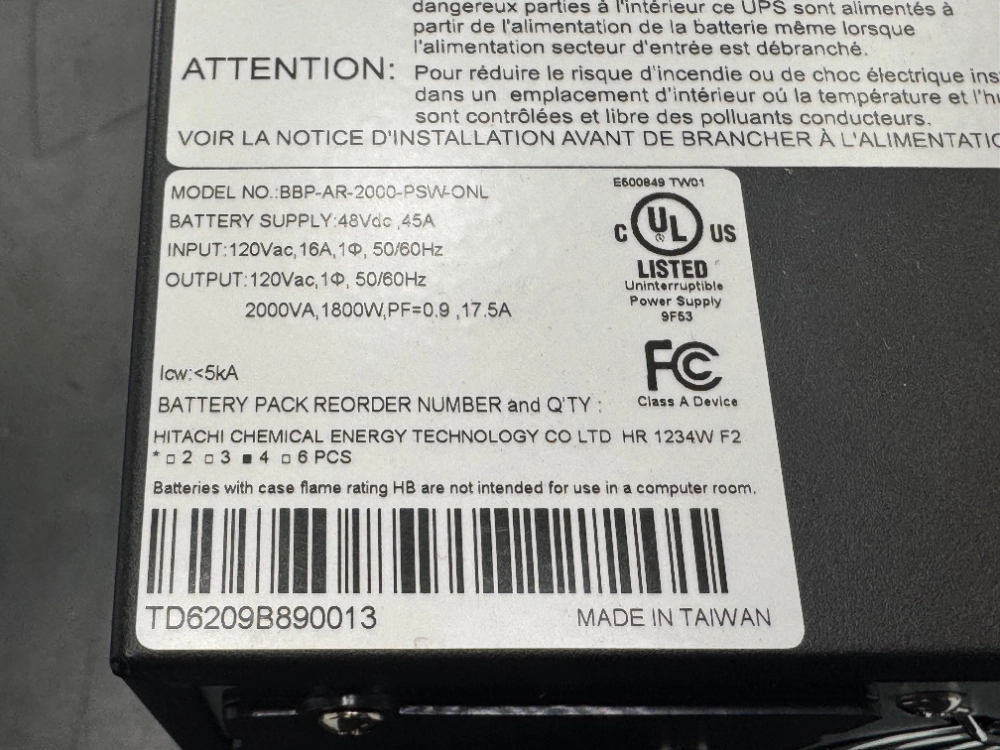 dangereux parties à l'intérieur ce UPS sont alimentés à
partir de l'alimentation de la batterie même lorsque
l'alimentation secteur d'entrée est débranché.
ATTENTION: Pour réduire le risque d'incendie ou de choc électrique
dans un emplacement d'intérieur oú la température et
sont contrôlées et libre des polluants conducteurs.
VOIR LA NOTICE D'INSTALLATION AVANT DE BRANCHER À
MODEL NO.:BBP-AR-2000-PSW-ONL
BATTERY SUPPLY:48Vdc ,45A
INPUT:120Vac,16A,1Φ, 50/60Hz
OUTPUT:120Vac,1Φ, 50/60Hz
2000VA,1800W,PF=0.9 ,17.5A
E600849 TW01
C UL US
LISTED
Uninterruptible
Power Supply
9F53
Icw:<5kA
FC
Class A Device
BATTERY PACK REORDER NUMBER and Q'TY :
HITACHI CHEMICAL ENERGY TECHNOLOGY CO LTD HR 1234W F2
* □ 2 □ 3 ■ 4 □ 6 PCS
Batteries with case flame rating HB are not intended for use in a computer room.
TD6209B890013
MADE IN TAIWAN